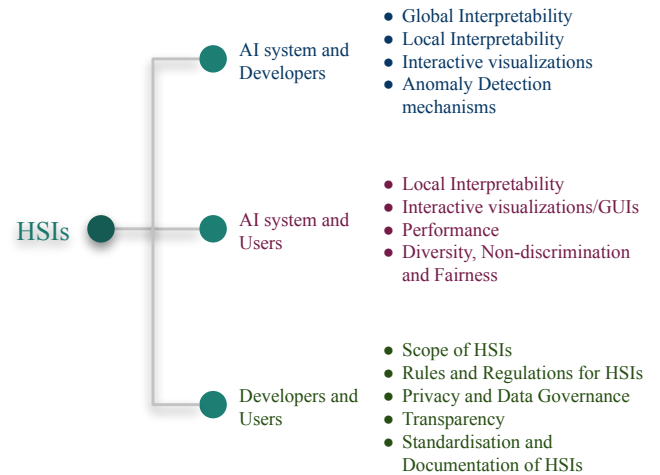 HSIs
AI system and
Developers
● Global Interpretability
● Local Interpretability
● Interactive visualizations
● Anomaly Detection
mechanisms
AI system and
Users
● Local Interpretability
● Interactive visualizations/GUIs
● Performance
● Diversity, Non-discrimination
and Fairness
Developers and
Users
● Scope of HSIs
● Rules and Regulations for HSIs
● Privacy and Data Governance
● Transparency
● Standardisation and
Documentation of HSIs